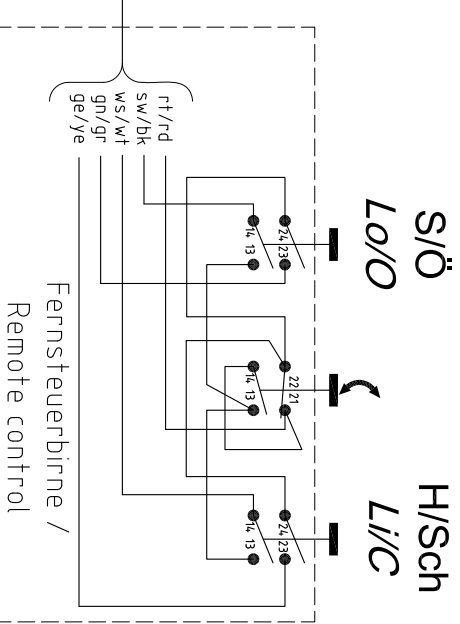 S/Ö
Lo/O
H/Sch
Li/C
rt/rd
sw/bk
ws/wt
gn/gr
ge/ye
24 23
14 13
22 21
14 13
24 23
14 13
Fernsteuerbirne /
Remote control